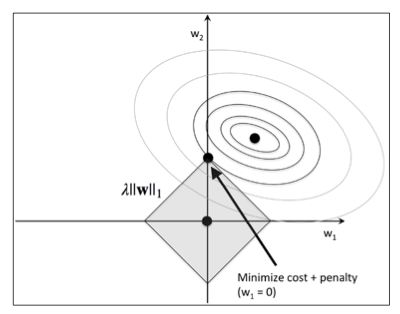 w₂
λ||w||₁
w₁
Minimize cost + penalty
(w₁ = 0)